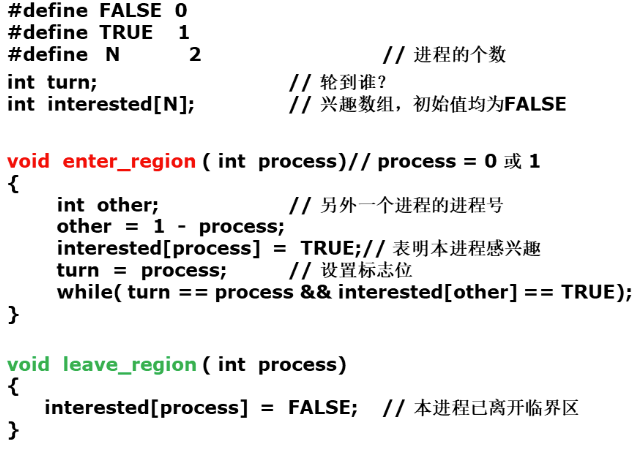 #define FALSE 0
#define TRUE 1
#define N 2 // 进程的个数
int turn; // 轮到谁?
int interested[N]; // 兴趣数组，初始值均为FALSE
void enter_region ( int process)// process = 0 或 1
{
int other; // 另外一个进程的进程号
other = 1 - process;
interested[process] = TRUE;// 表明本进程感兴趣
turn = process; // 设置标志位
while( turn == process && interested[other] == TRUE);
}
void leave_region ( int process)
{
interested[process] = FALSE; // 本进程已离开临界区
}